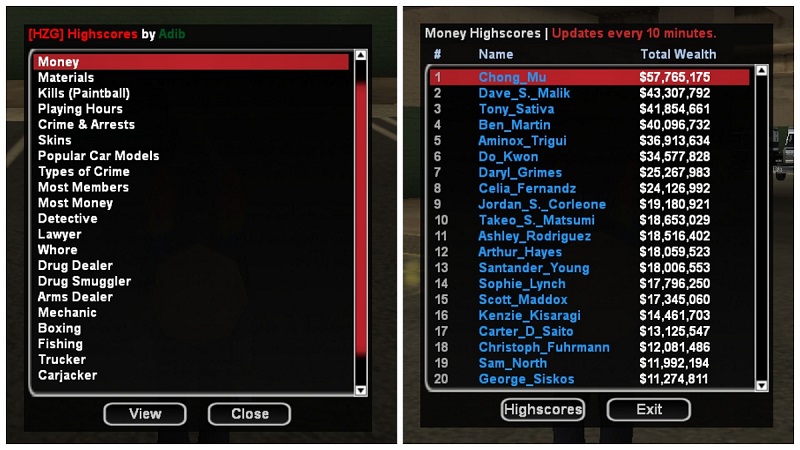 [HZG] Highscores by Adib
Money
Materials
Kills (Paintball)
Playing Hours
Crime & Arrests
Skins
Popular Car Models
Types of Crime
Most Members
Most Money
Detective
Lawyer
Whore
Drug Dealer
Drug Smuggler
Arms Dealer
Mechanic
Boxing
Fishing
Trucker
Carjacker
View Close
Money Highscores | Updates every 10 minutes.
# Name Total Wealth
1 Chong_Mu $57,765,175
2 Dave_S._Malik $43,307,792
3 Tony_Sativa $41,854,661
4 Ben_Martin $40,096,732
5 Aminox_Trigui $36,913,634
6 Do_Kwon $34,577,828
7 Daryl_Grimes $25,267,983
8 Celia_Fernandz $24,126,992
9 Jordan_S._Corleone $19,180,921
10 Takeo_S._Matsumi $18,653,029
11 Ashley_Rodriguez $18,516,402
12 Arthur_Hayes $18,059,523
13 Santander_Young $18,006,553
14 Sophie_Lynch $17,796,250
15 Scott_Maddox $17,345,060
16 Kenzie_Kisaragi $14,461,703
17 Carter_D_Saito $13,125,547
18 Christoph_Fuhrmann $12,081,486
19 Sam_North $11,992,194
20 George_Siskos $11,274,811
Highscores Exit